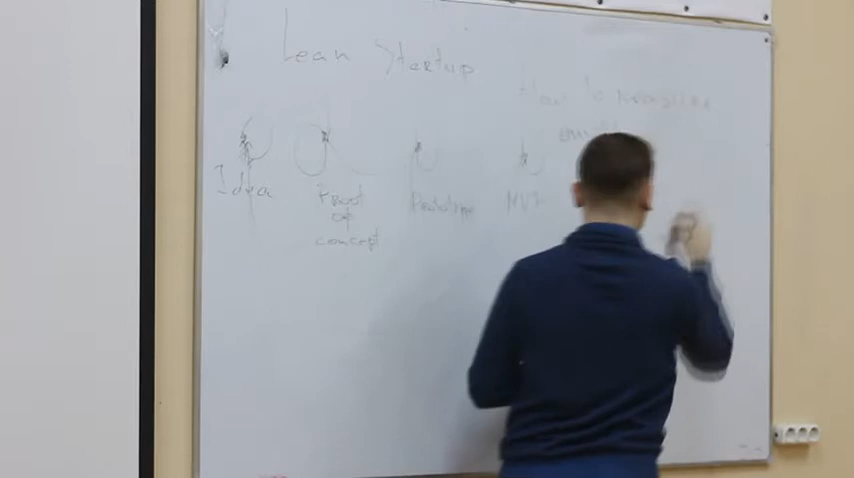 Lean Startup
Idea
Proof
of
concept
Prototype
MVP